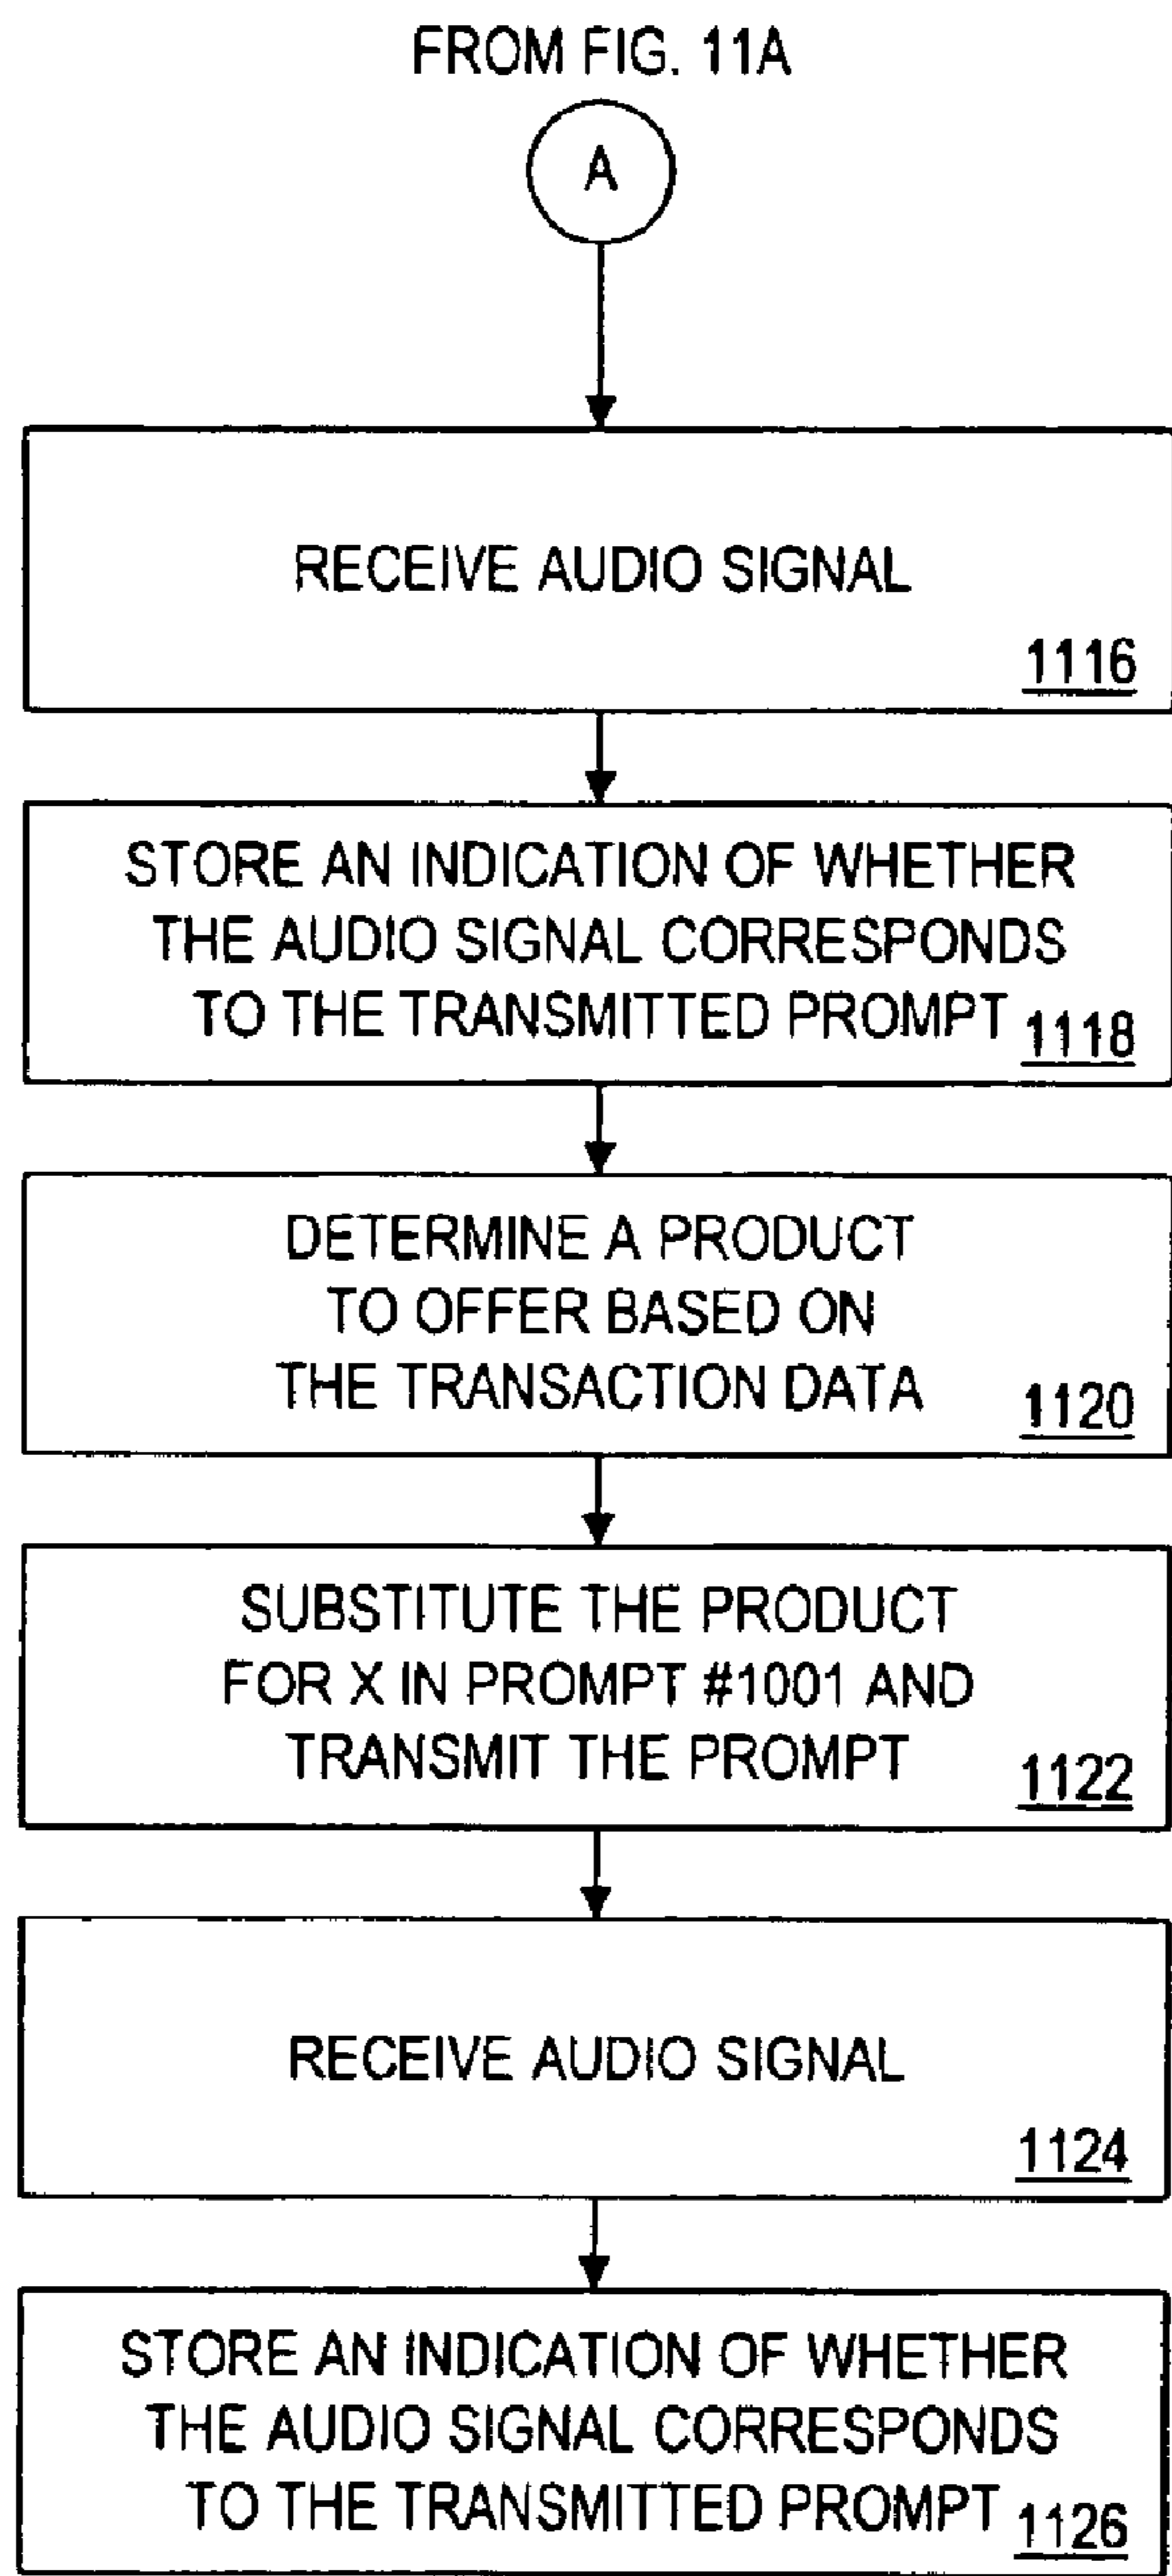 FROM FIG. 11A
A
RECEIVE AUDIO SIGNAL
1116
STORE AN INDICATION OF WHETHER
THE AUDIO SIGNAL CORRESPONDS
TO THE TRANSMITTED PROMPT 1118
DETERMINE A PRODUCT
TO OFFER BASED ON
THE TRANSACTION DATA 1120
SUBSTITUTE THE PRODUCT
FOR X IN PROMPT #1001 AND
TRANSMIT THE PROMPT 1122
RECEIVE AUDIO SIGNAL
1124
STORE AN INDICATION OF WHETHER
THE AUDIO SIGNAL CORRESPONDS
TO THE TRANSMITTED PROMPT 1126